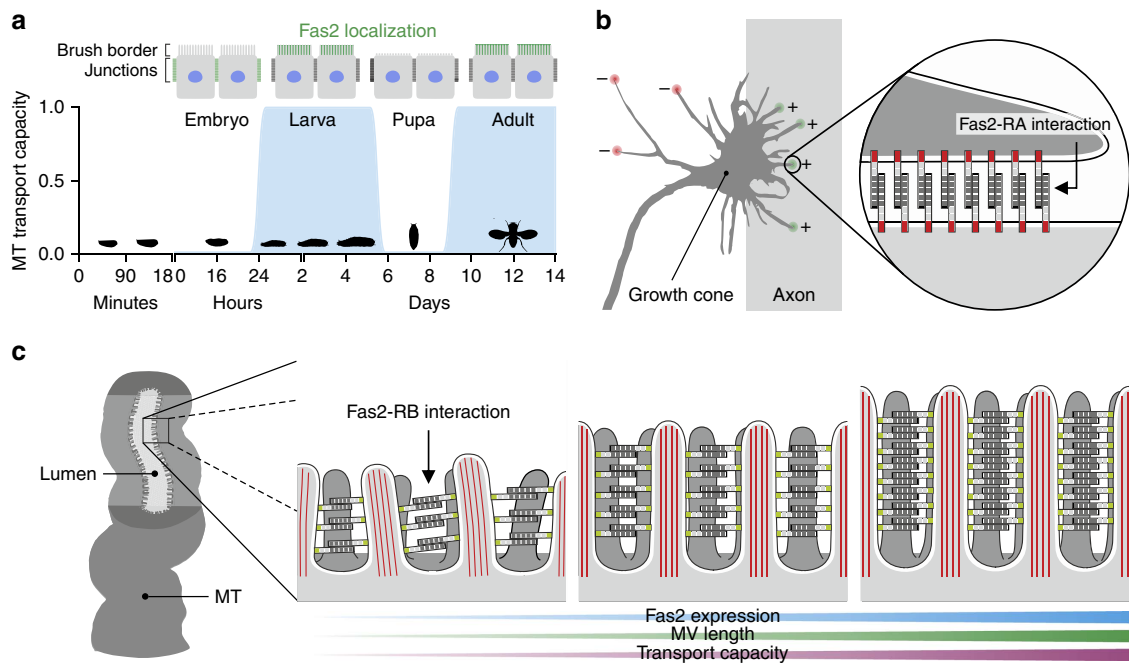 a
Fas2 localization
Brush border
Junctions
MT transport capacity
1.0
0.5
0.0
Embryo
Larva
Pupa
Adult
0 90 180 0 16 24 2 4 6 8 10 12 14
Minutes
Hours
Days
b
− − −
+ + + +
Growth cone
Axon
Fas2-RA interaction
c
Lumen
MT
Fas2-RB interaction
Fas2 expression
MV length
Transport capacity